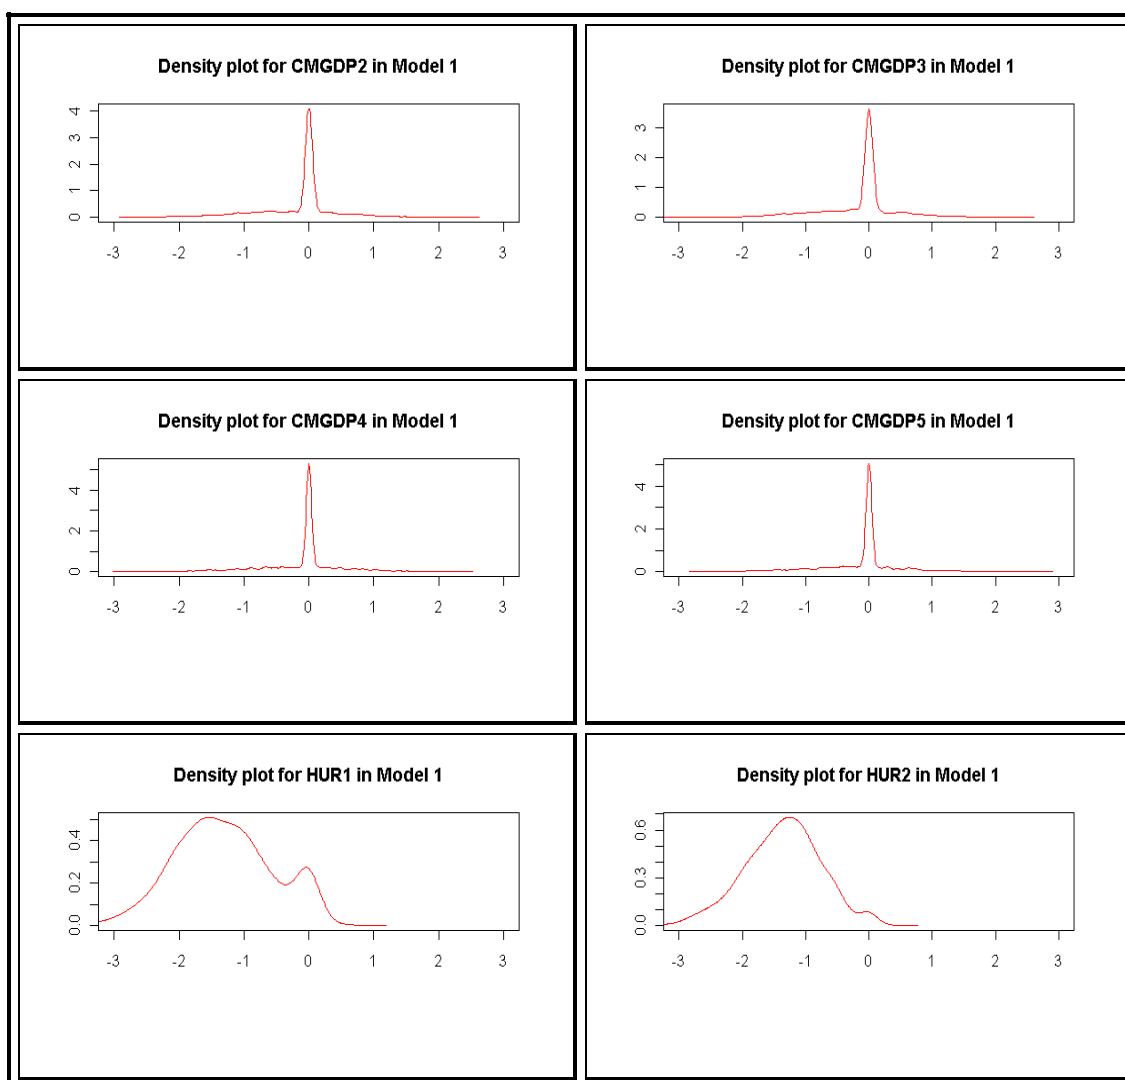 Density plot for CMGDP2 in Model 1
0 1 2 3 4
-3 -2 -1 0 1 2 3
Density plot for CMGDP3 in Model 1
0 1 2 3
-3 -2 -1 0 1 2 3
Density plot for CMGDP4 in Model 1
0 2 4
-3 -2 -1 0 1 2 3
Density plot for CMGDP5 in Model 1
0 2 4
-3 -2 -1 0 1 2 3
Density plot for HUR1 in Model 1
0.0 0.2 0.4
-3 -2 -1 0 1 2 3
Density plot for HUR2 in Model 1
0.0 0.3 0.6
-3 -2 -1 0 1 2 3